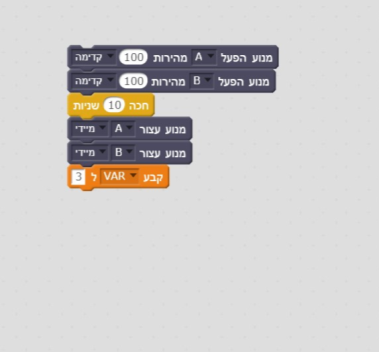 מנוע הפעל A מהירות 100 קדימה
מנוע הפעל B מהירות 100 קדימה
חכה 10 שניות
מנוע עצור A מיידי
מנוע עצור B מיידי
קבע VAR ל 3